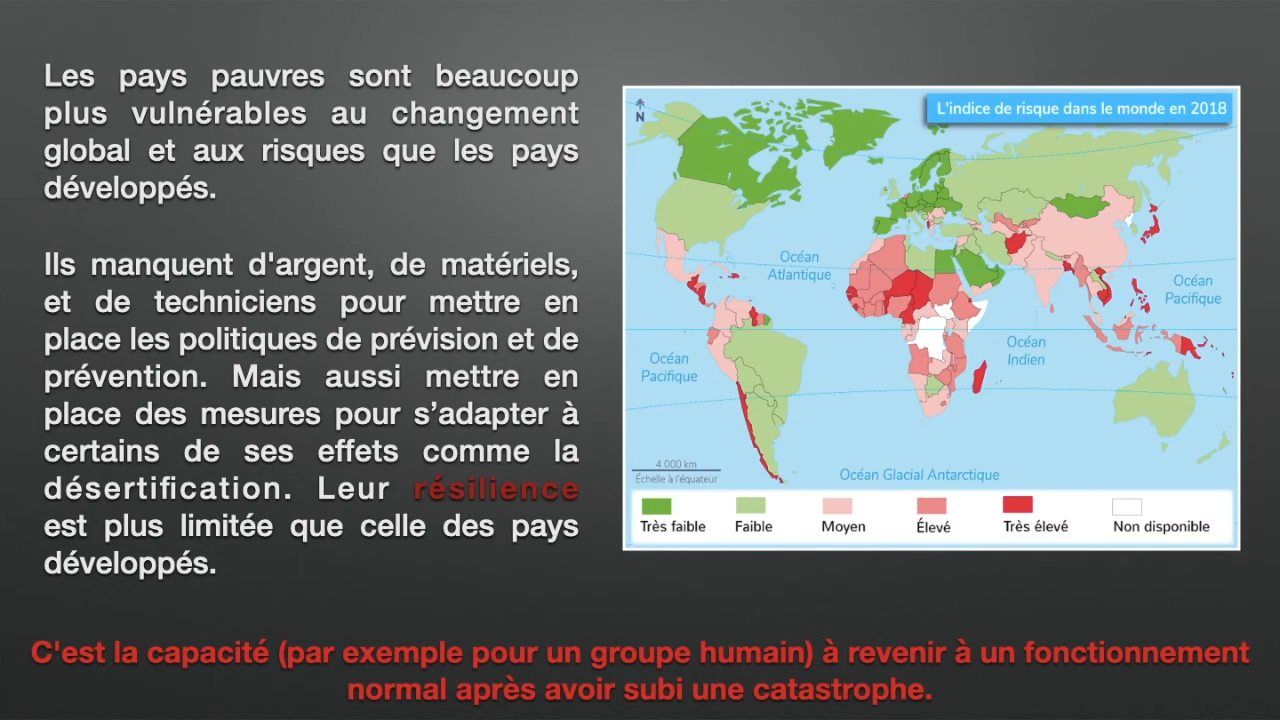 Les pays pauvres sont beaucoup
plus vulnérables au changement
global et aux risques que les pays
développés.
Ils manquent d'argent, de matériels,
et de techniciens pour mettre en
place les politiques de prévision et de
prévention. Mais aussi mettre en
place des mesures pour s’adapter à
certains de ses effets comme la
désertification. Leur résilience
est plus limitée que celle des pays
développés.
N
L'indice de risque dans le monde en 2018
Océan
Atlantique
Océan
Pacifique
Océan
Indien
Océan
Pacifique
4 000 km
Échelle à l'équateur
Océan Glacial Antarctique
Très faible
Faible
Moyen
Élevé
Très élevé
Non disponible
C'est la capacité (par exemple pour un groupe humain) à revenir à un fonctionnement
normal après avoir subi une catastrophe.